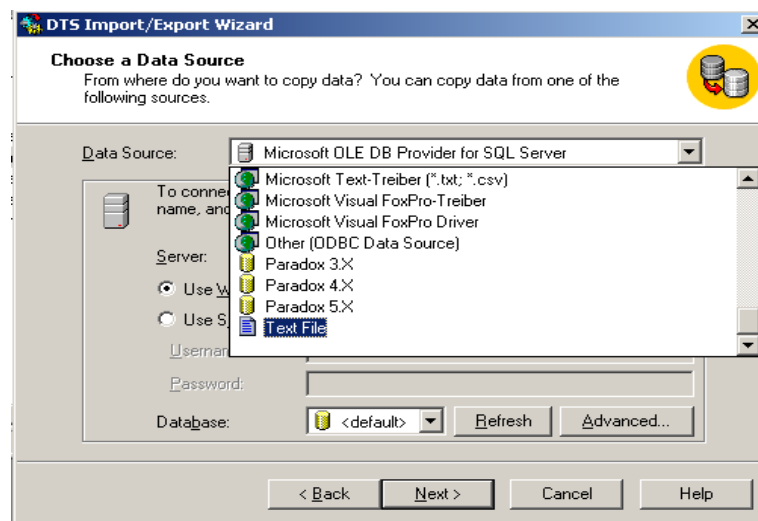 DTS Import/Export Wizard
Choose a Data Source
From where do you want to copy data? You can copy data from one of the
following sources.
Data Source:
Microsoft OLE DB Provider for SQL Server
Microsoft Text-Treiber (*.txt; *.csv)
Microsoft Visual FoxPro-Treiber
Microsoft Visual FoxPro Driver
Other (ODBC Data Source)
Paradox 3.X
Paradox 4.X
Paradox 5.X
Text File
To conne
name, and
Server:
Use W
Use S
Usernar
Password:
Database:
<default>
Refresh
Advanced...
< Back
Next >
Cancel
Help